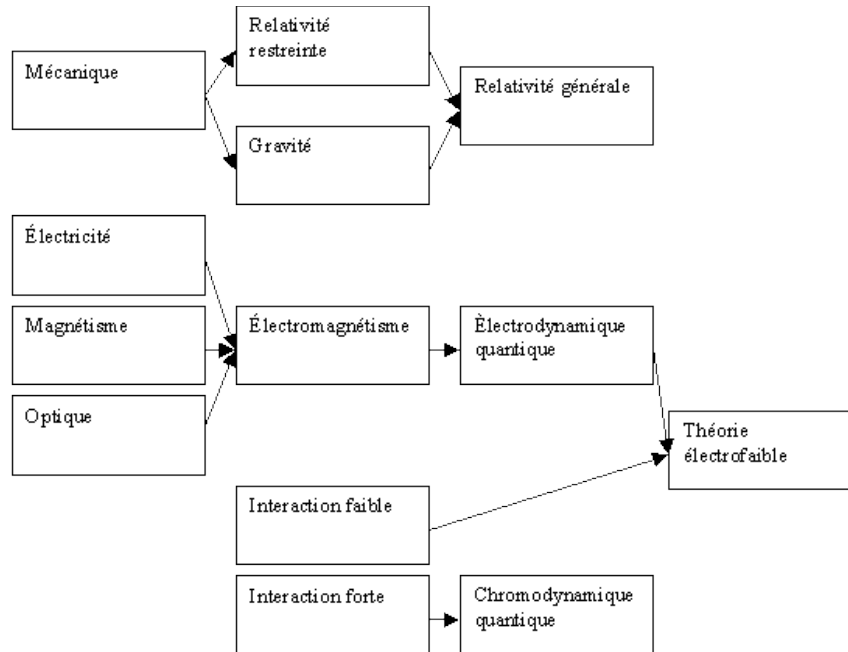 Relativité
restreinte
Mécanique
Relativité générale
Gravité
Électricité
Magnétisme
Électromagnétisme
Èlectrodynamique
quantique
Optique
Théorie
électrofaible
Interaction faible
Interaction forte
Chromodynamique
quantique